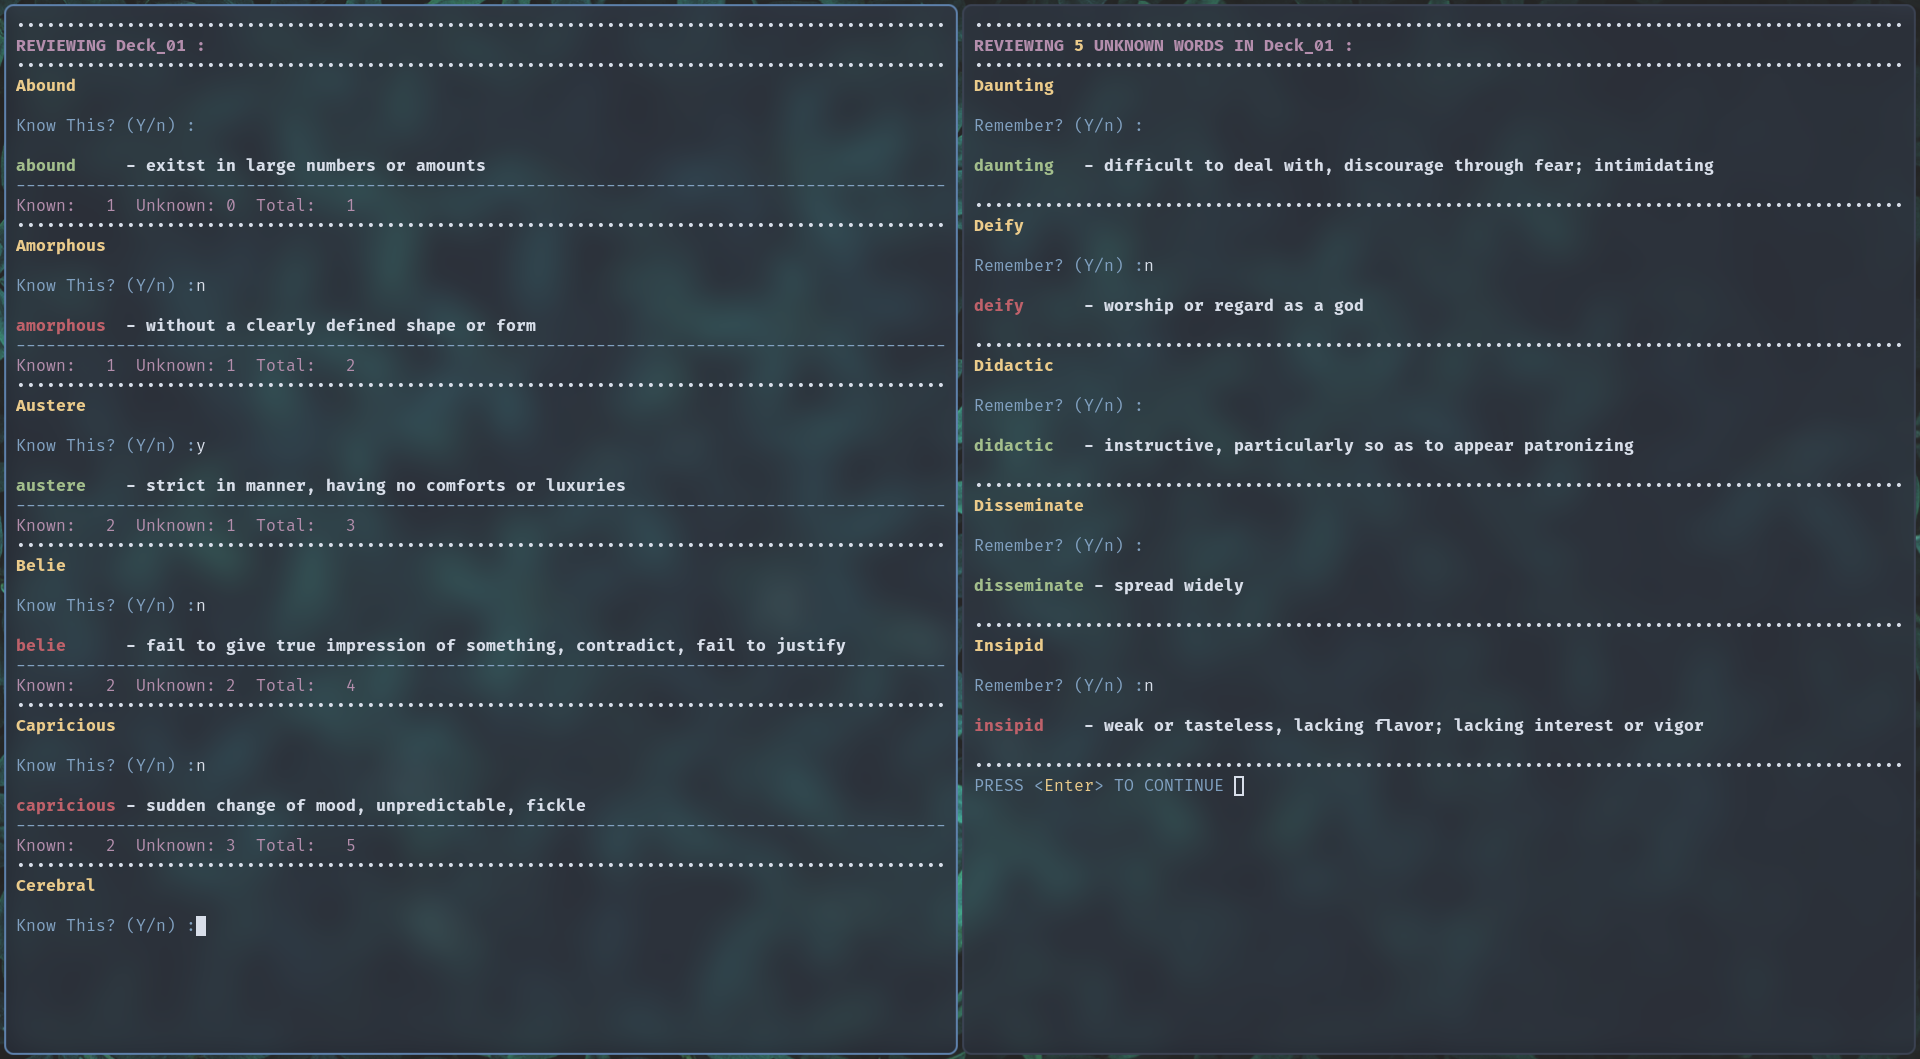 REVIEWING Deck_01 :
Abound
Know This? (Y/n) :
abound - exitst in large numbers or amounts
Known: 1 Unknown: 0 Total: 1
Amorphous
Know This? (Y/n) :n
amorphous - without a clearly defined shape or form
Known: 1 Unknown: 1 Total: 2
Austere
Know This? (Y/n) :y
austere - strict in manner, having no comforts or luxuries
Known: 2 Unknown: 1 Total: 3
Belie
Know This? (Y/n) :n
belie - fail to give true impression of something, contradict, fail to justify
Known: 2 Unknown: 2 Total: 4
Capricious
Know This? (Y/n) :n
capricious - sudden change of mood, unpredictable, fickle
Known: 2 Unknown: 3 Total: 5
Cerebral
Know This? (Y/n) :
REVIEWING 5 UNKNOWN WORDS IN Deck_01 :
Daunting
Remember? (Y/n) :
daunting - difficult to deal with, discourage through fear; intimidating
Deify
Remember? (Y/n) :n
deify - worship or regard as a god
Didactic
Remember? (Y/n) :
didactic - instructive, particularly so as to appear patronizing
Disseminate
Remember? (Y/n) :
disseminate - spread widely
Insipid
Remember? (Y/n) :n
insipid - weak or tasteless, lacking flavor; lacking interest or vigor
PRESS <Enter> TO CONTINUE